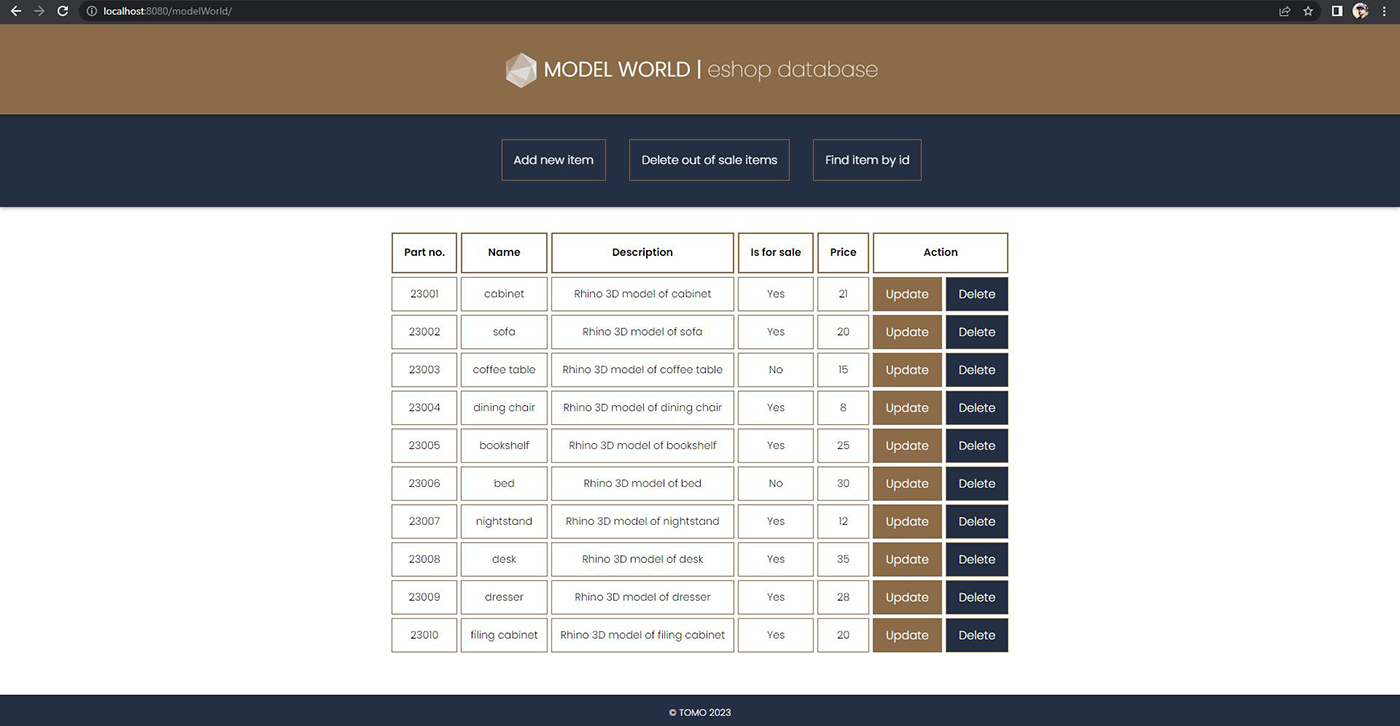 localhost:8080/modelWorld/
MODEL WORLD | eshop database
Add new item Delete out of sale items Find item by id
Part no. Name Description Is for sale Price Action
23001 cabinet Rhino 3D model of cabinet Yes 21 Update Delete
23002 sofa Rhino 3D model of sofa Yes 20 Update Delete
23003 coffee table Rhino 3D model of coffee table No 15 Update Delete
23004 dining chair Rhino 3D model of dining chair Yes 8 Update Delete
23005 bookshelf Rhino 3D model of bookshelf Yes 25 Update Delete
23006 bed Rhino 3D model of bed No 30 Update Delete
23007 nightstand Rhino 3D model of nightstand Yes 12 Update Delete
23008 desk Rhino 3D model of desk Yes 35 Update Delete
23009 dresser Rhino 3D model of dresser Yes 28 Update Delete
23010 filing cabinet Rhino 3D model of filing cabinet Yes 20 Update Delete
© TOMO 2023